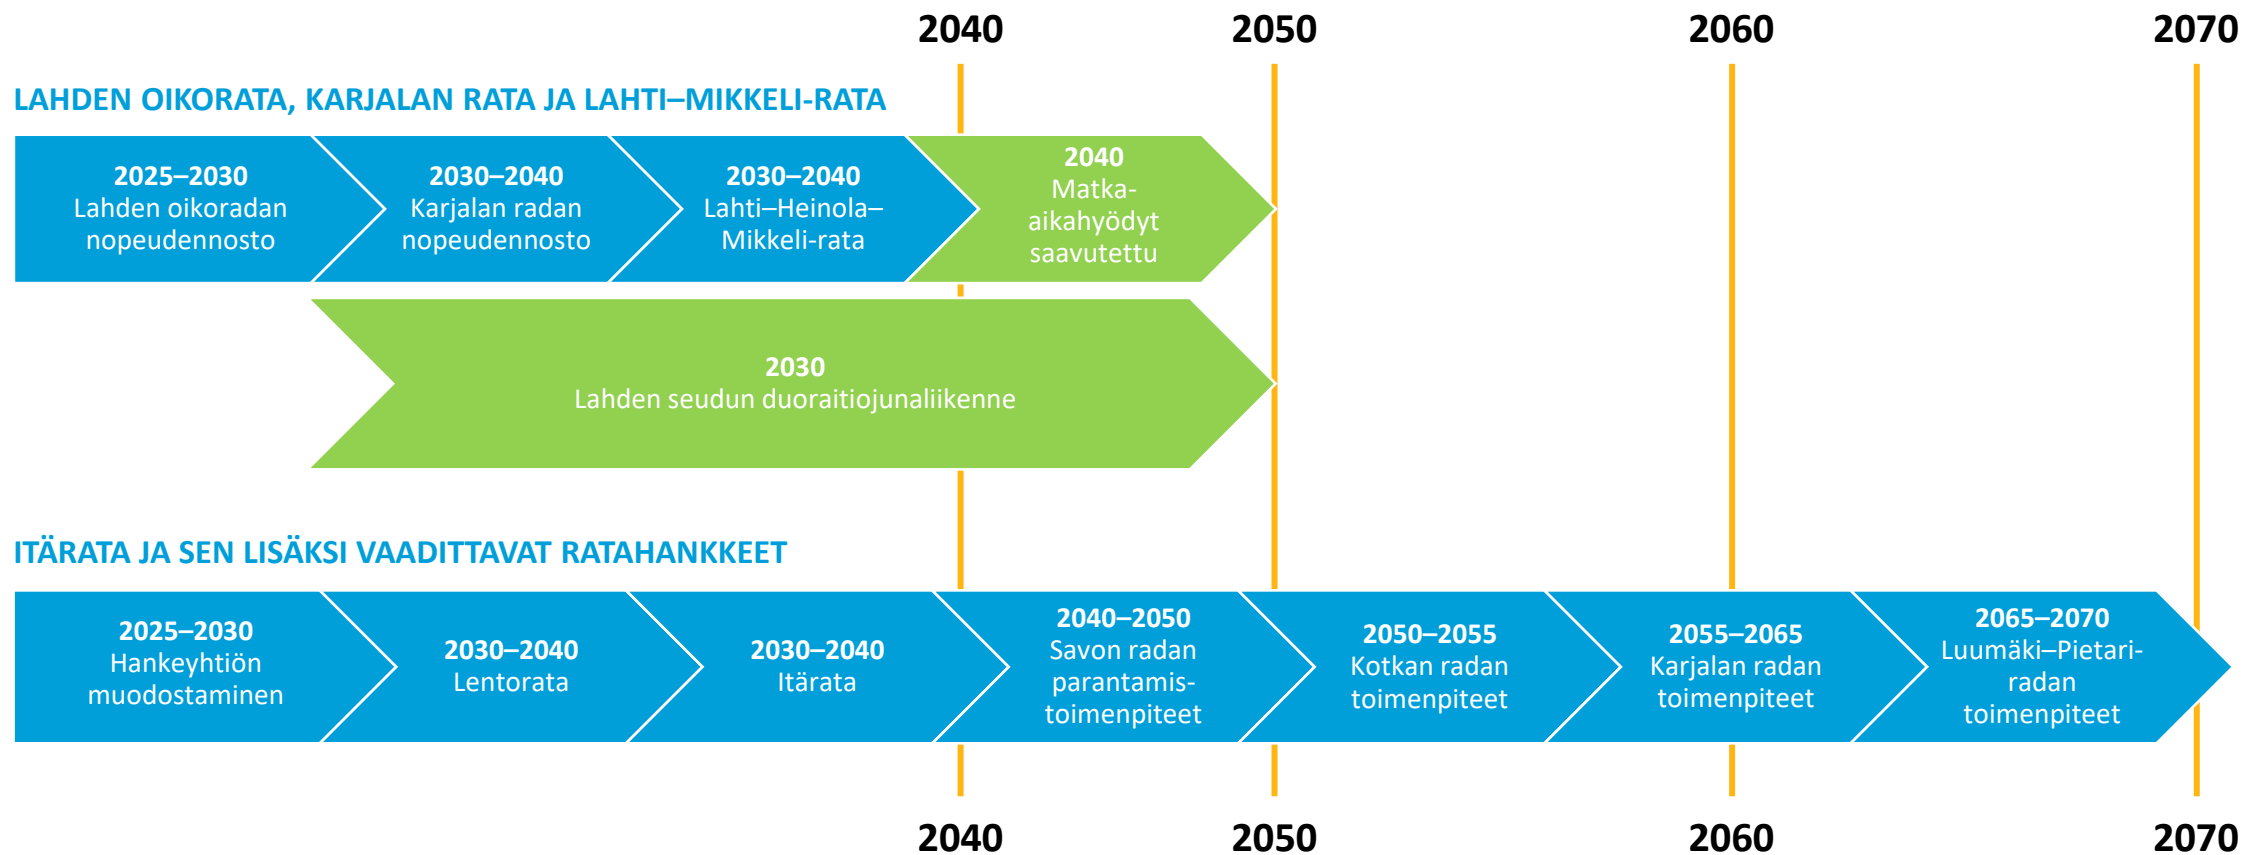 2040
2050
2060
2070
LAHDEN OIKORATA, KARJALAN RATA JA LAHTI–MIKKELI-RATA
2025–2030
Lahden oikoradan
nopeudennosto
2030–2040
Karjalan radan
nopeudennosto
2030–2040
Lahti–Heinola–
Mikkeli-rata
2040
Matka-
aikahyödyt
saavutettu
2030
Lahden seudun duoraitiojunaliikenne
ITÄRATA JA SEN LISÄKSI VAADITTAVAT RATAHANKKEET
2025–2030
Hankeyhtiön
muodostaminen
2030–2040
Lentorata
2030–2040
Itärata
2040–2050
Savon radan
parantamis-
toimenpiteet
2050–2055
Kotkan radan
toimenpiteet
2055–2065
Karjalan radan
toimenpiteet
2065–2070
Luumäki–Pietari-
radan
toimenpiteet
2040
2050
2060
2070